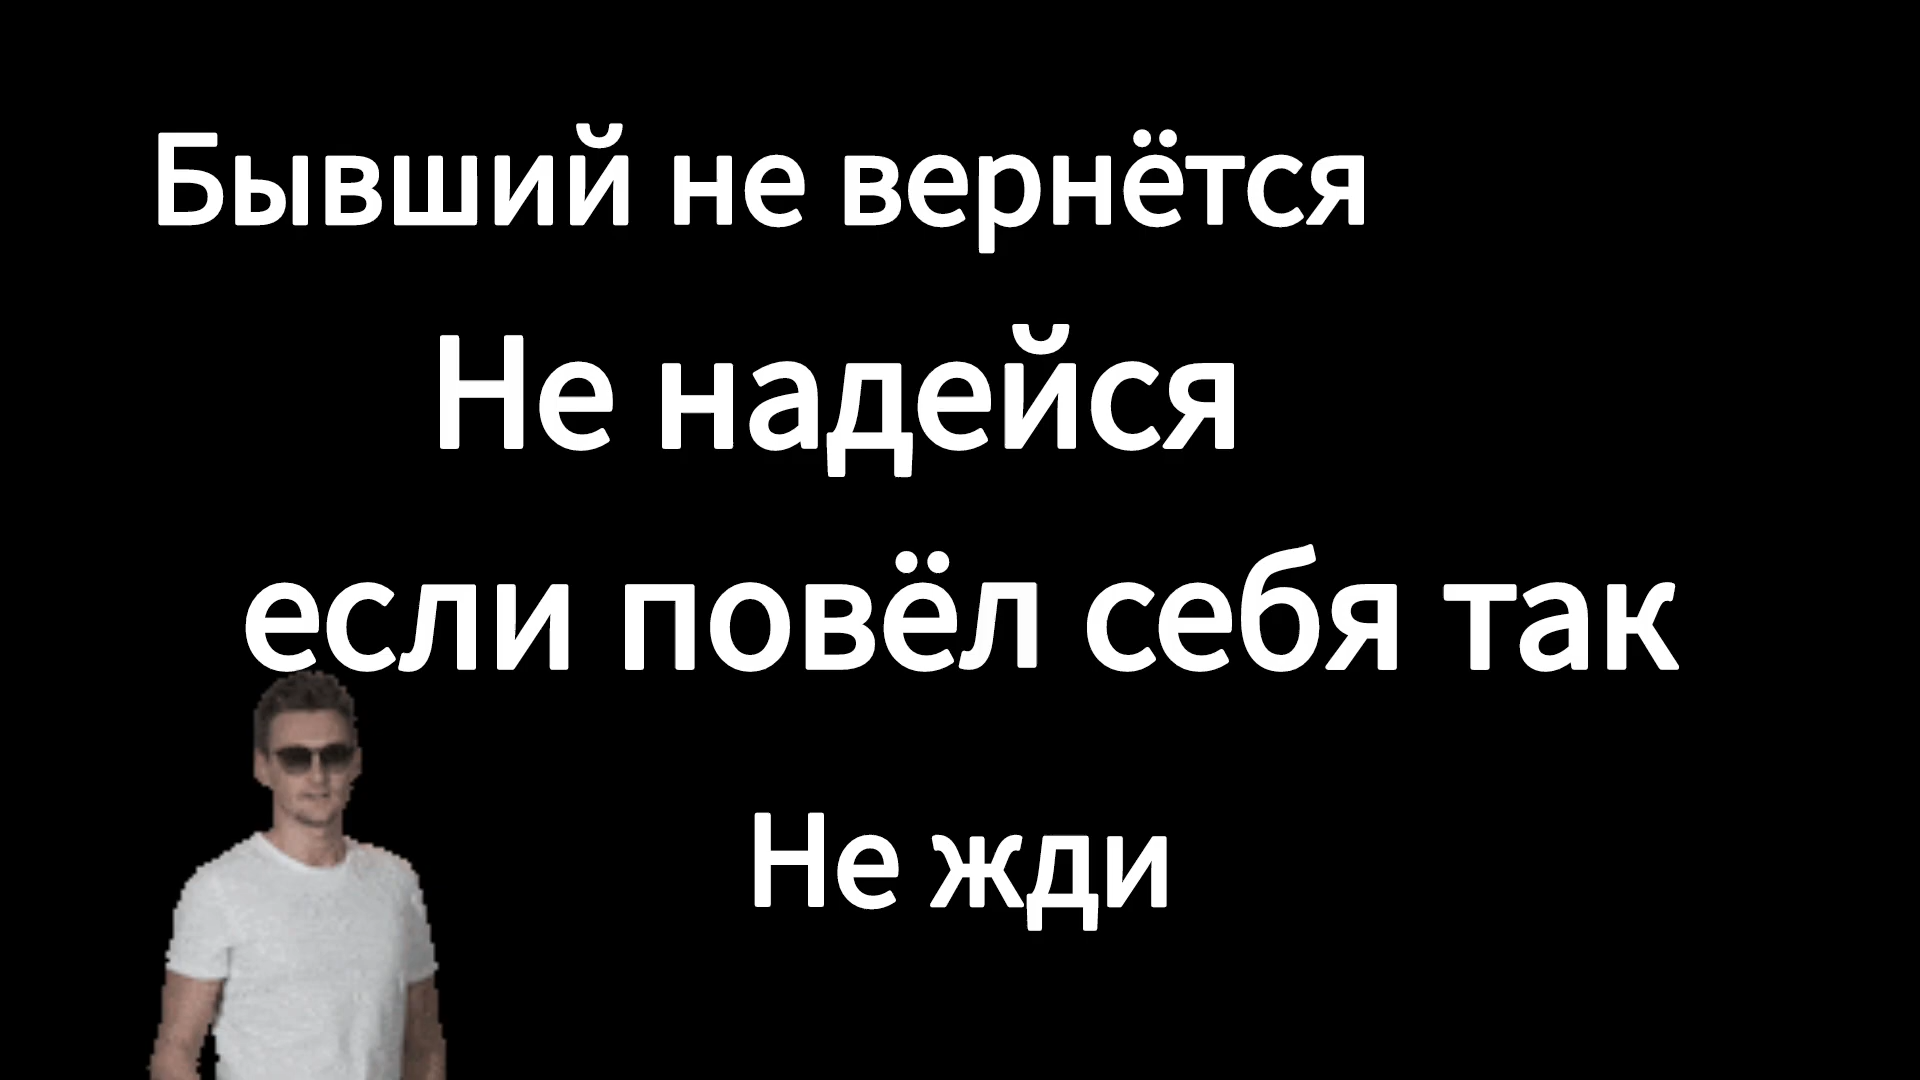 Бывший не вернётся
Не надейся
если повёл себя так
Не жди